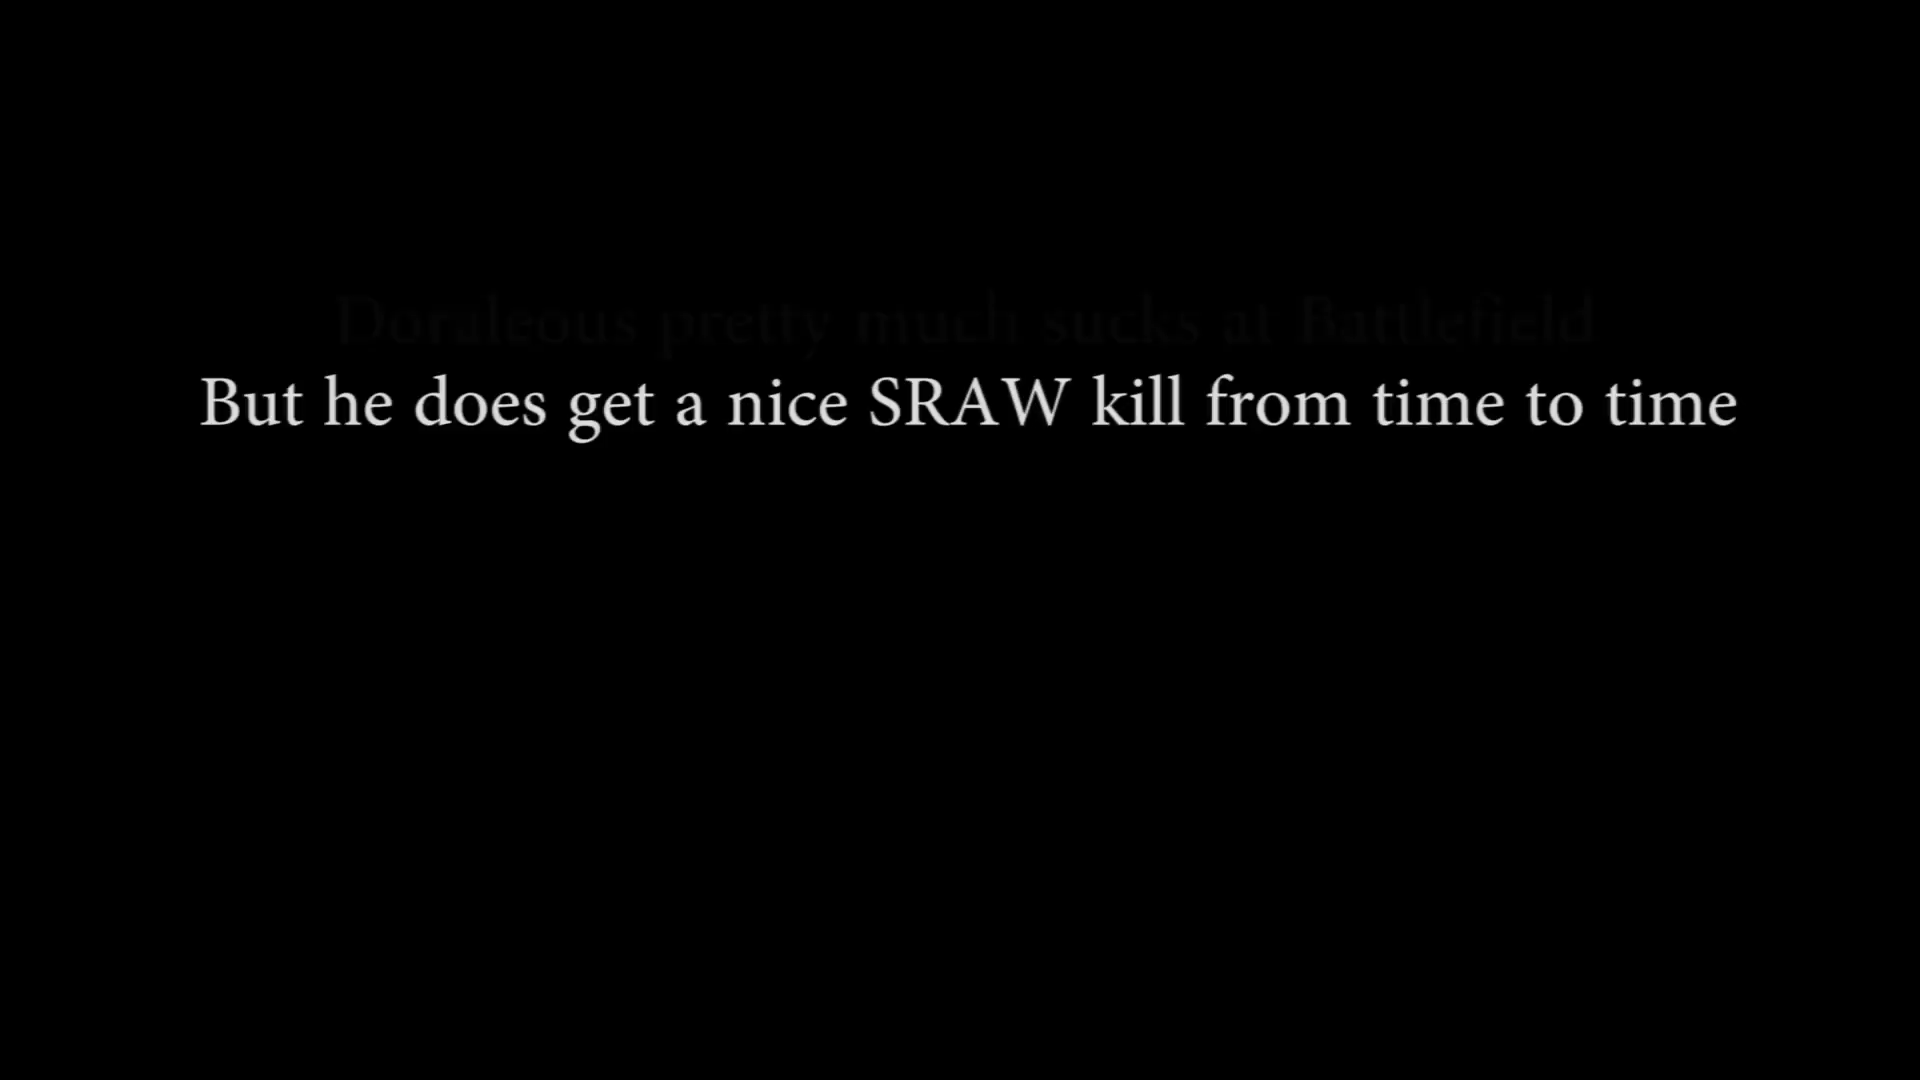 Doraleous pretty much sucks at Battlefield
But he does get a nice SRAW kill from time to time